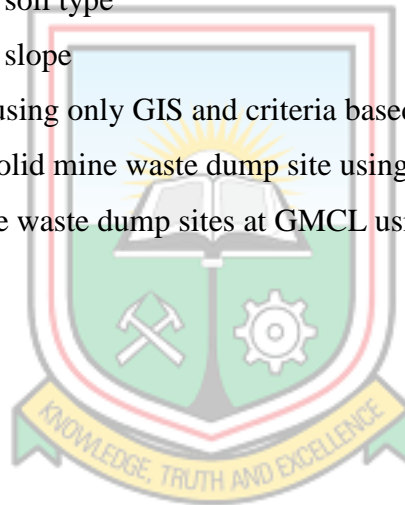 soil type
slope
using only GIS and criteria based
olid mine waste dump site using
e waste dump sites at GMCL usi
KNOWLEDGE, TRUTH AND EXCELLENCE